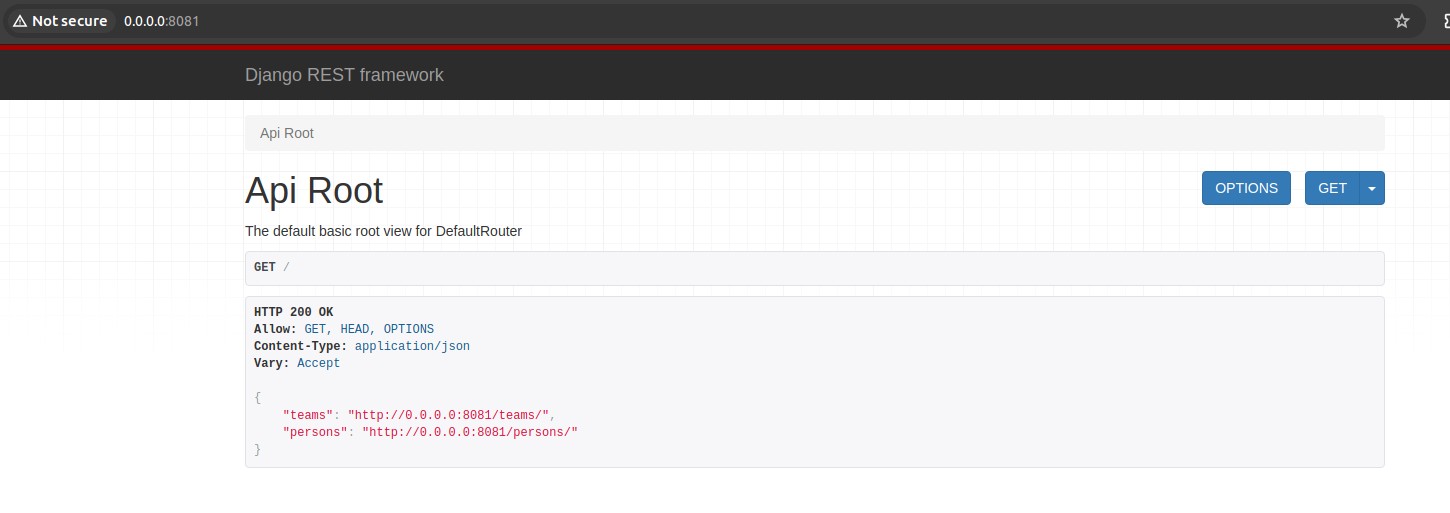 Not secure 0.0.0.0:8081
Django REST framework
Api Root
Api Root
OPTIONS GET
The default basic root view for DefaultRouter
GET /
HTTP 200 OK
Allow: GET, HEAD, OPTIONS
Content-Type: application/json
Vary: Accept
{
    "teams": "http://0.0.0.0:8081/teams/",
    "persons": "http://0.0.0.0:8081/persons/"
}